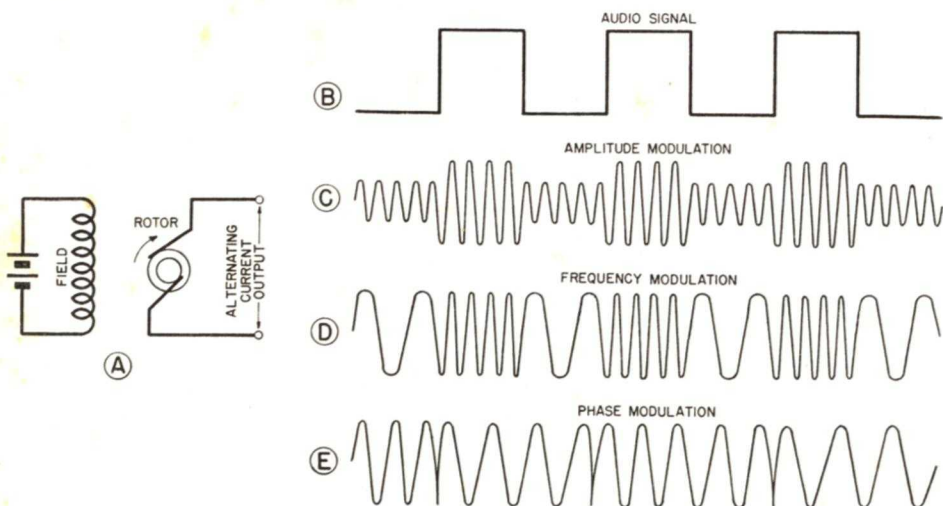 AUDIO SIGNAL
B
AMPLITUDE MODULATION
C
ROTOR
FIELD
ALTERNATING
CURRENT
OUTPUT
A
FREQUENCY MODULATION
D
PHASE MODULATION
E